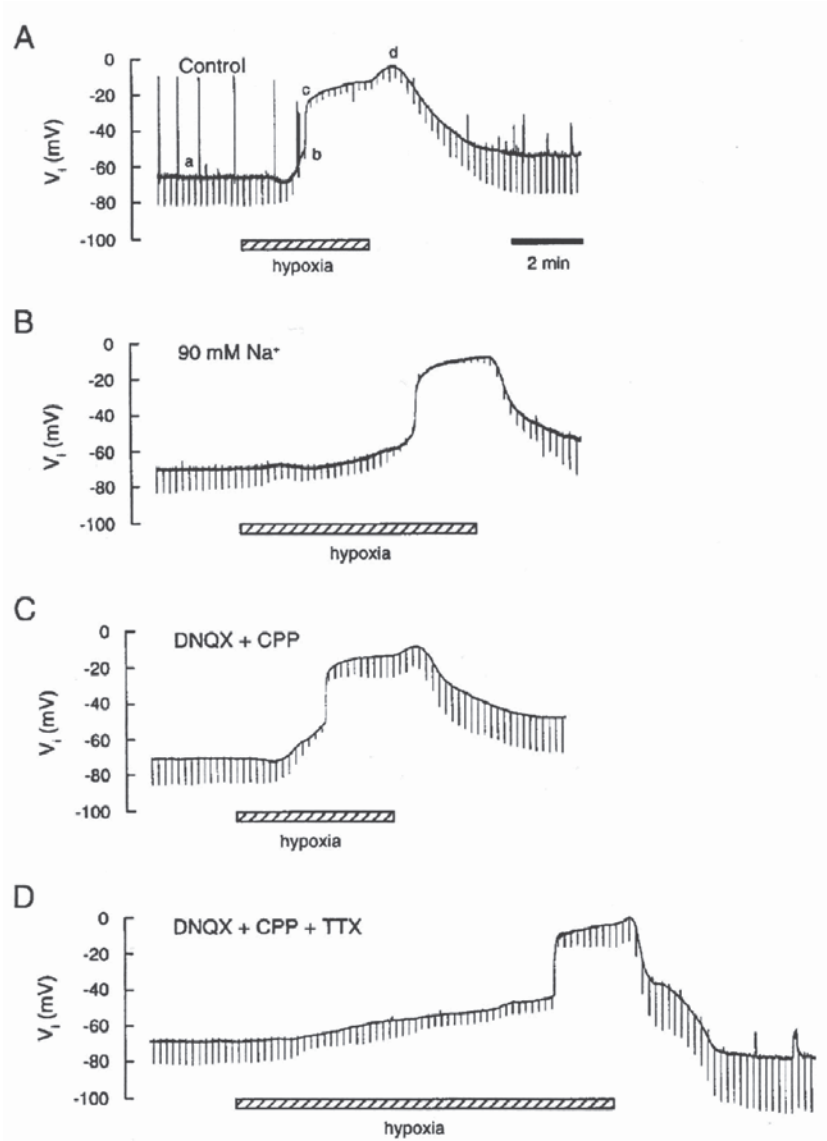 A
Control
d
c
b
a
0
-20
-40
-60
-80
-100
Vi (mV)
hypoxia
2 min
B
90 mM Na+
0
-20
-40
-60
-80
-100
Vi (mV)
hypoxia
C
DNQX + CPP
0
-20
-40
-60
-80
-100
Vi (mV)
hypoxia
D
DNQX + CPP + TTX
0
-20
-40
-60
-80
-100
Vi (mV)
hypoxia